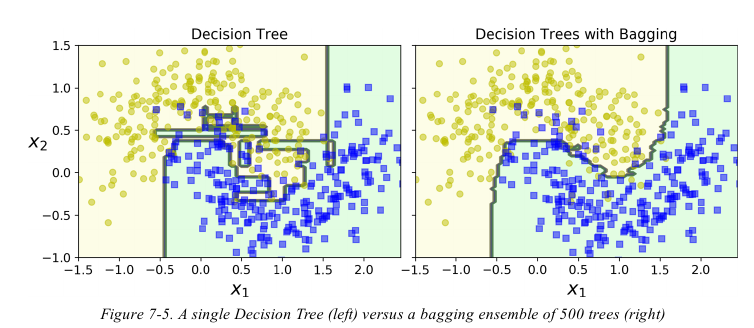 Decision Tree
Decision Trees with Bagging
1.5
1.0
0.5
0.0
−0.5
−1.0
x2
−1.5 −1.0 −0.5 0.0 0.5 1.0 1.5 2.0
−1.5 −1.0 −0.5 0.0 0.5 1.0 1.5 2.0
x1
x1
Figure 7-5. A single Decision Tree (left) versus a bagging ensemble of 500 trees (right)